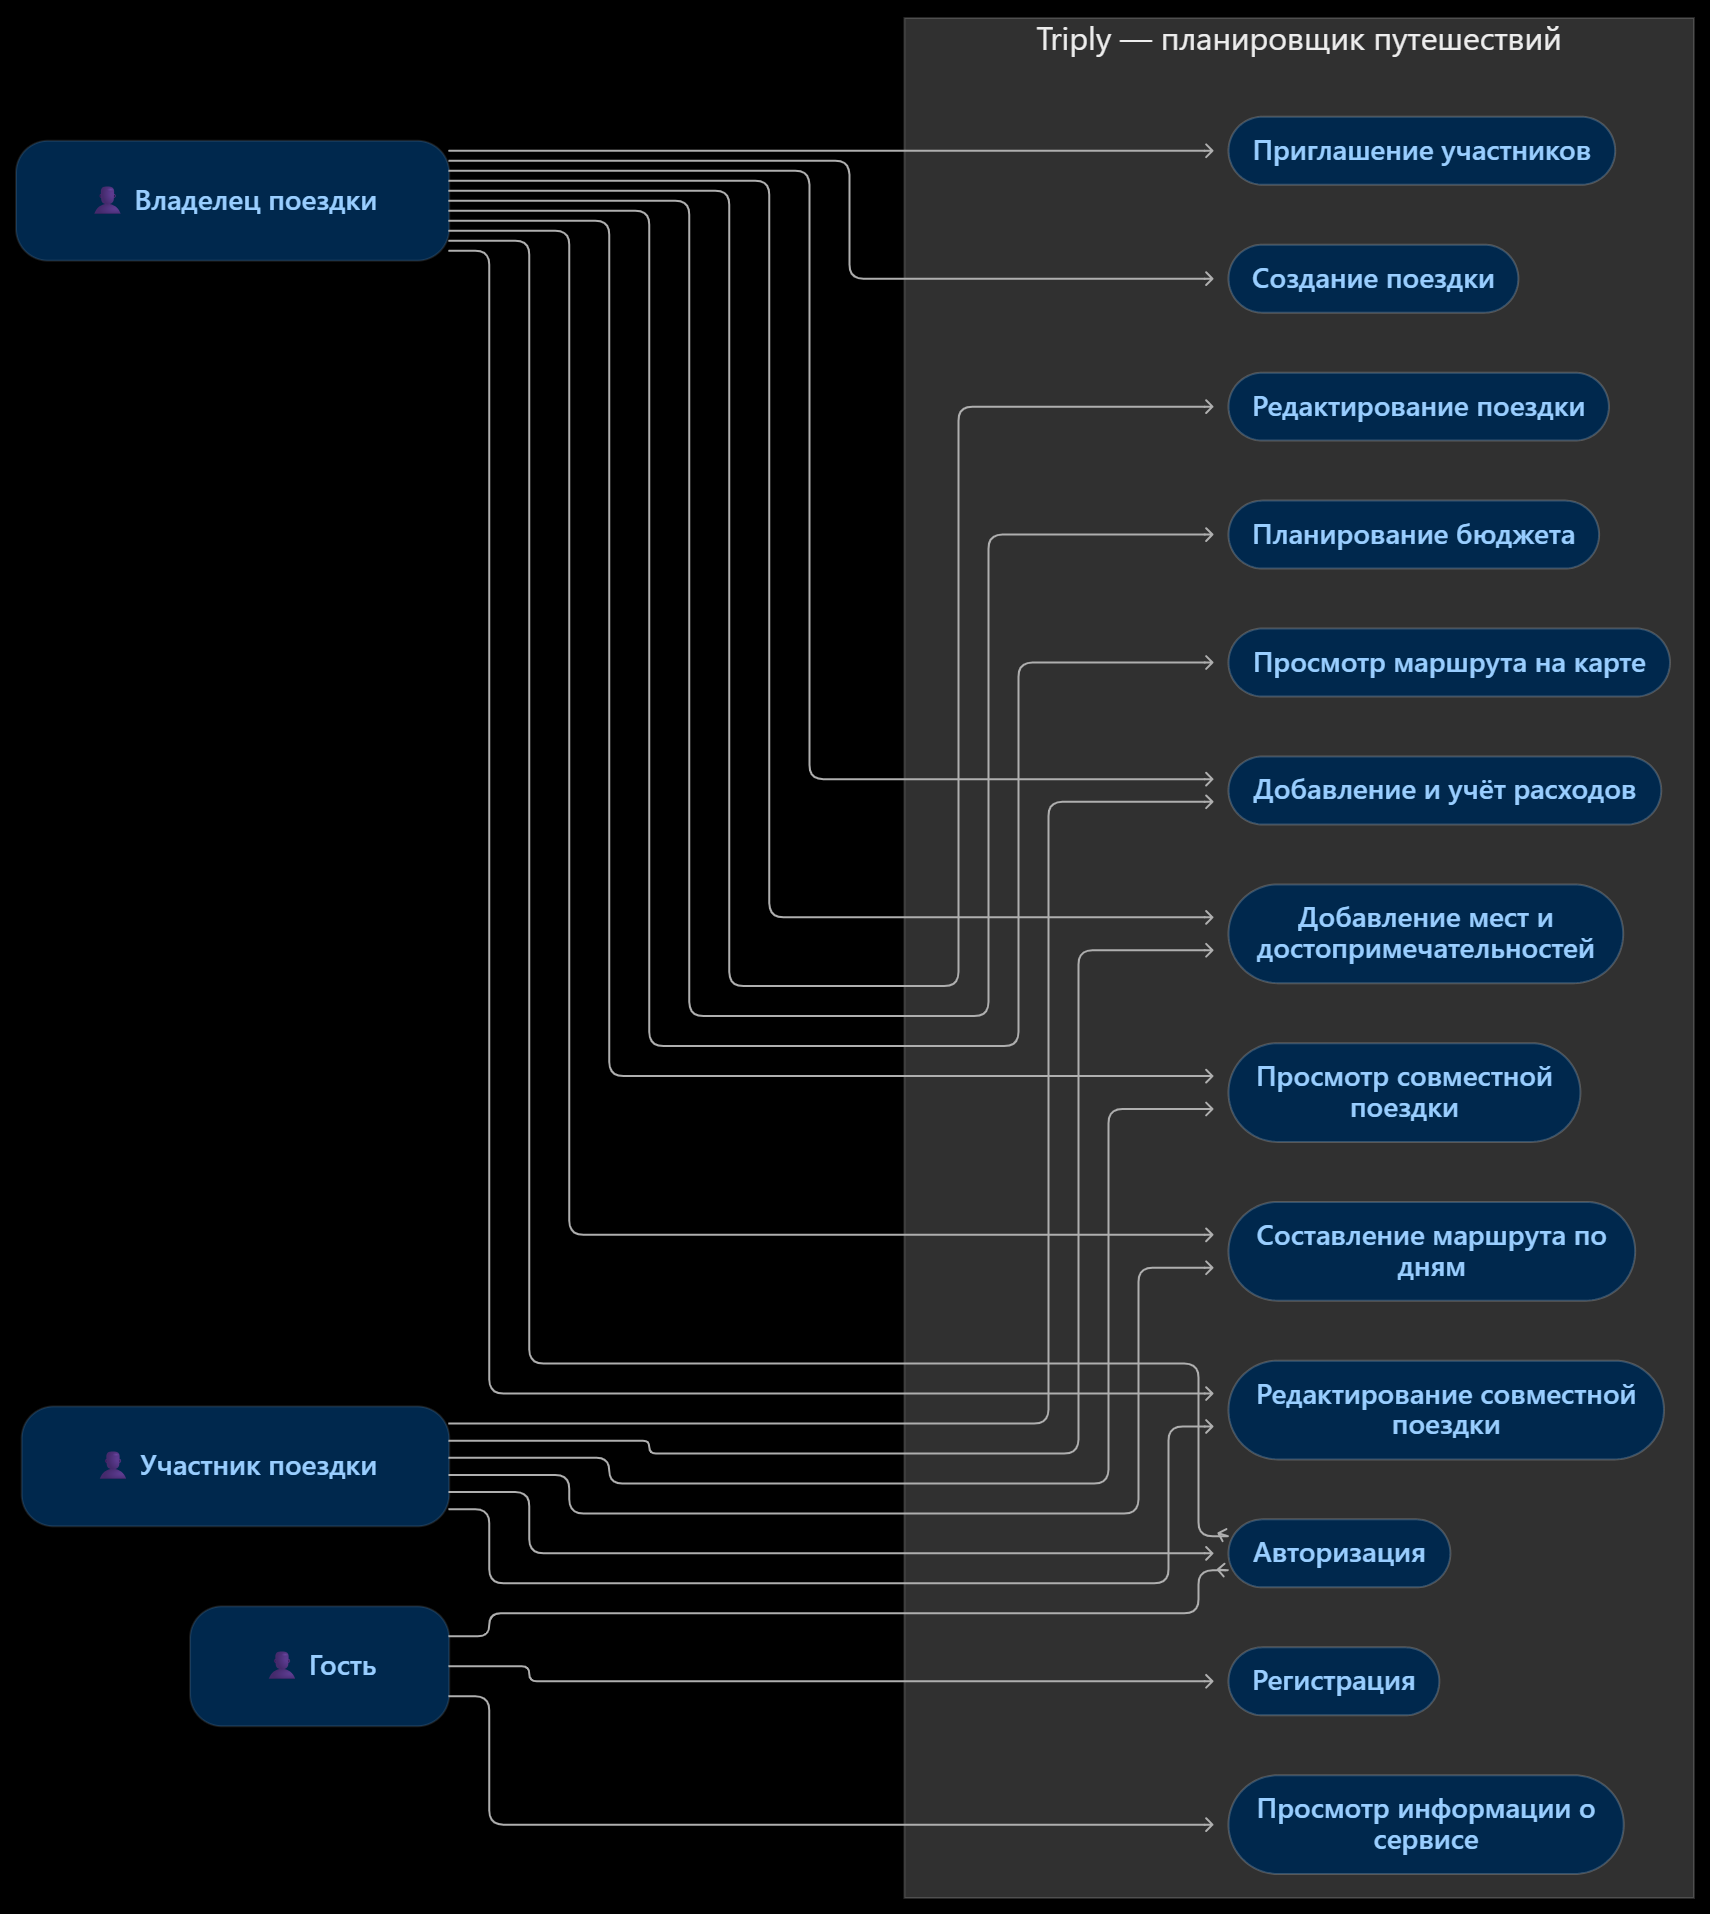 Triply — планировщик путешествий
Владелец поездки
Приглашение участников
Создание поездки
Редактирование поездки
Планирование бюджета
Просмотр маршрута на карте
Добавление и учёт расходов
Добавление мест и
достопримечательностей
Просмотр совместной
поездки
Составление маршрута по
дням
Редактирование совместной
поездки
Участник поездки
Авторизация
Гость
Регистрация
Просмотр информации о
сервисе